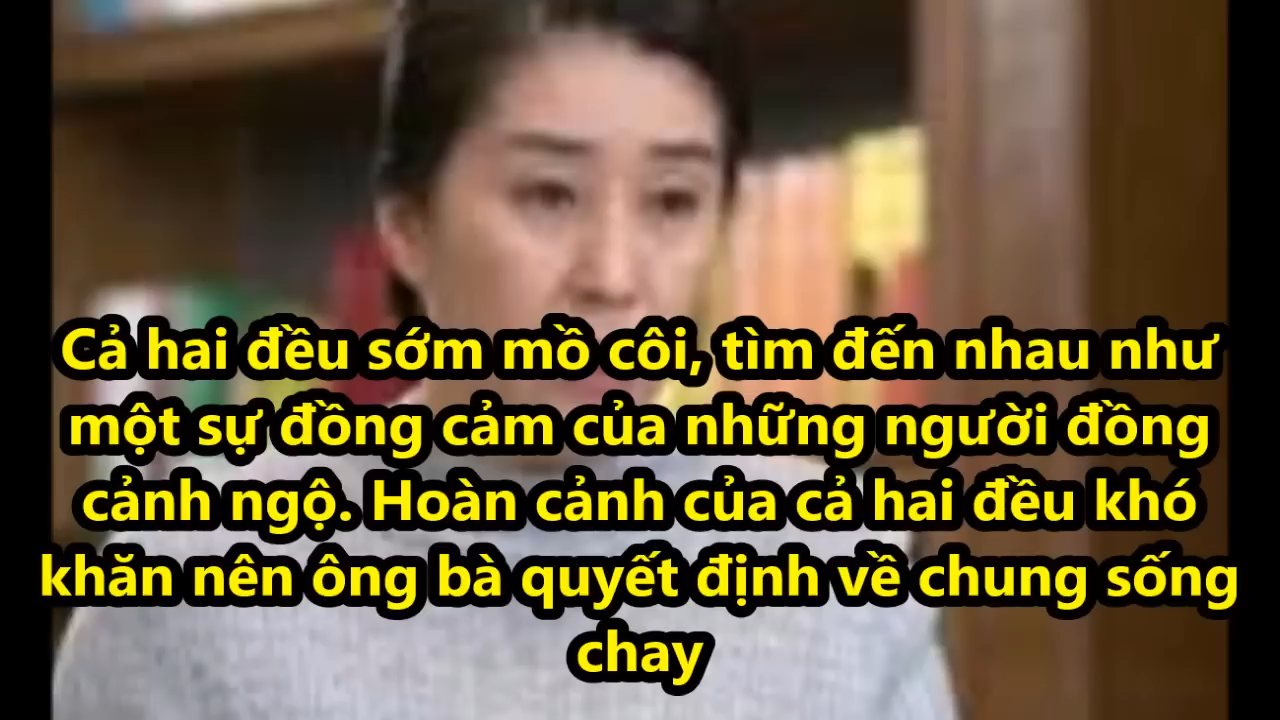 Cả hai đều sớm mồ côi, tìm đến nhau như
một sự đồng cảm của những người đồng
cảnh ngộ. Hoàn cảnh của cả hai đều khó
khăn nên ông bà quyết định về chung sống
chay